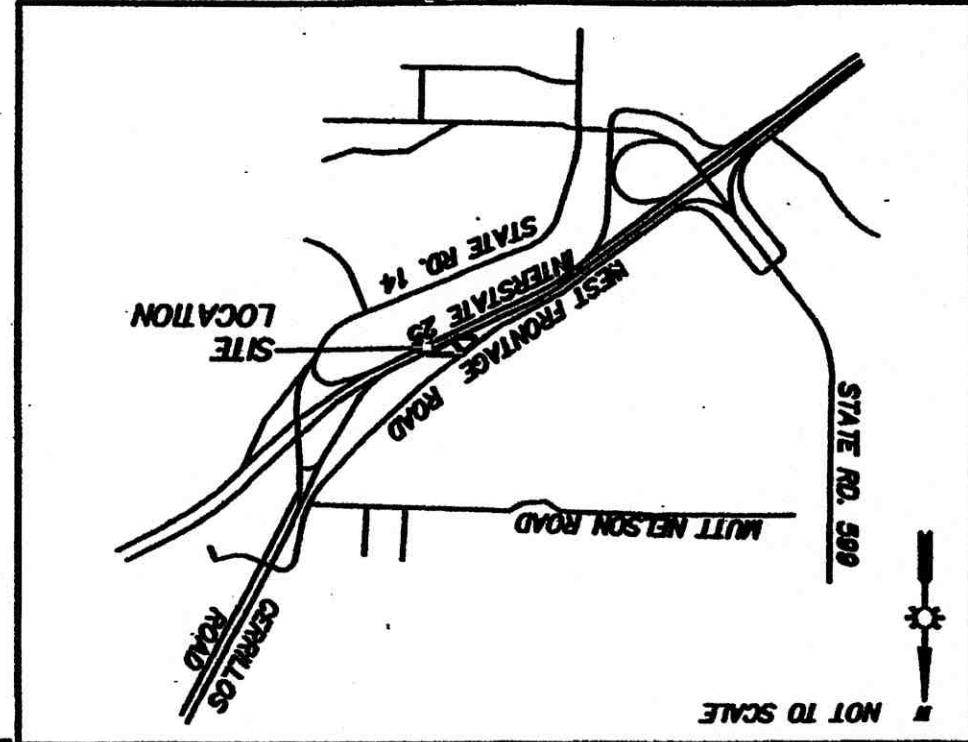 N NOT TO SCALE
CERRILLOS
ROAD
MUTT NELSON ROAD
STATE RD. 599
WEST FRONTAGE ROAD
SITE
LOCATION
INTERSTATE 25
STATE RD. 14